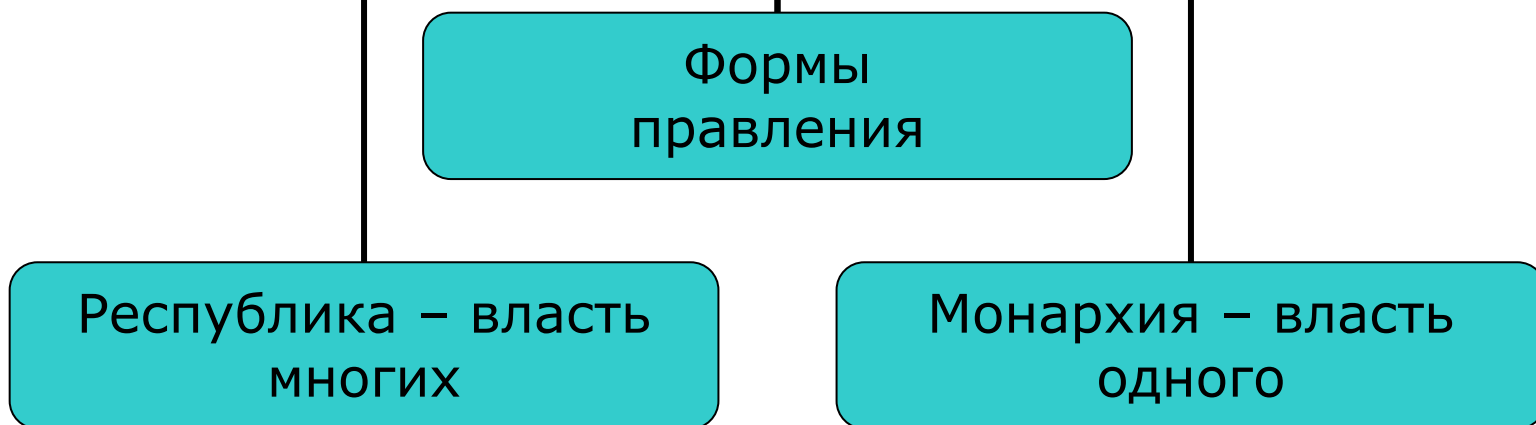 Формы
правления
Республика – власть
многих
Монархия – власть
одного